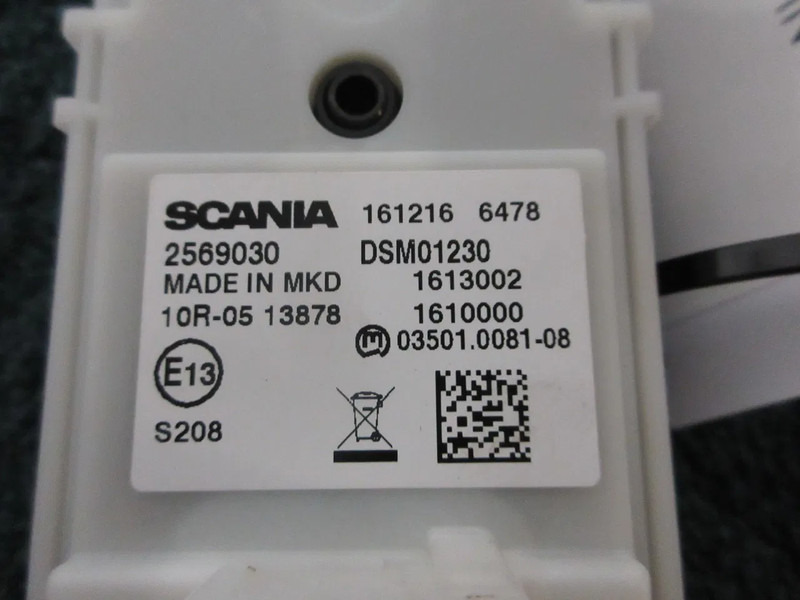 SCANIA 161216 6478
2569030 DSM01230
MADE IN MKD 1613002
10R-05 13878 1610000
03501.0081-08
E13
S208